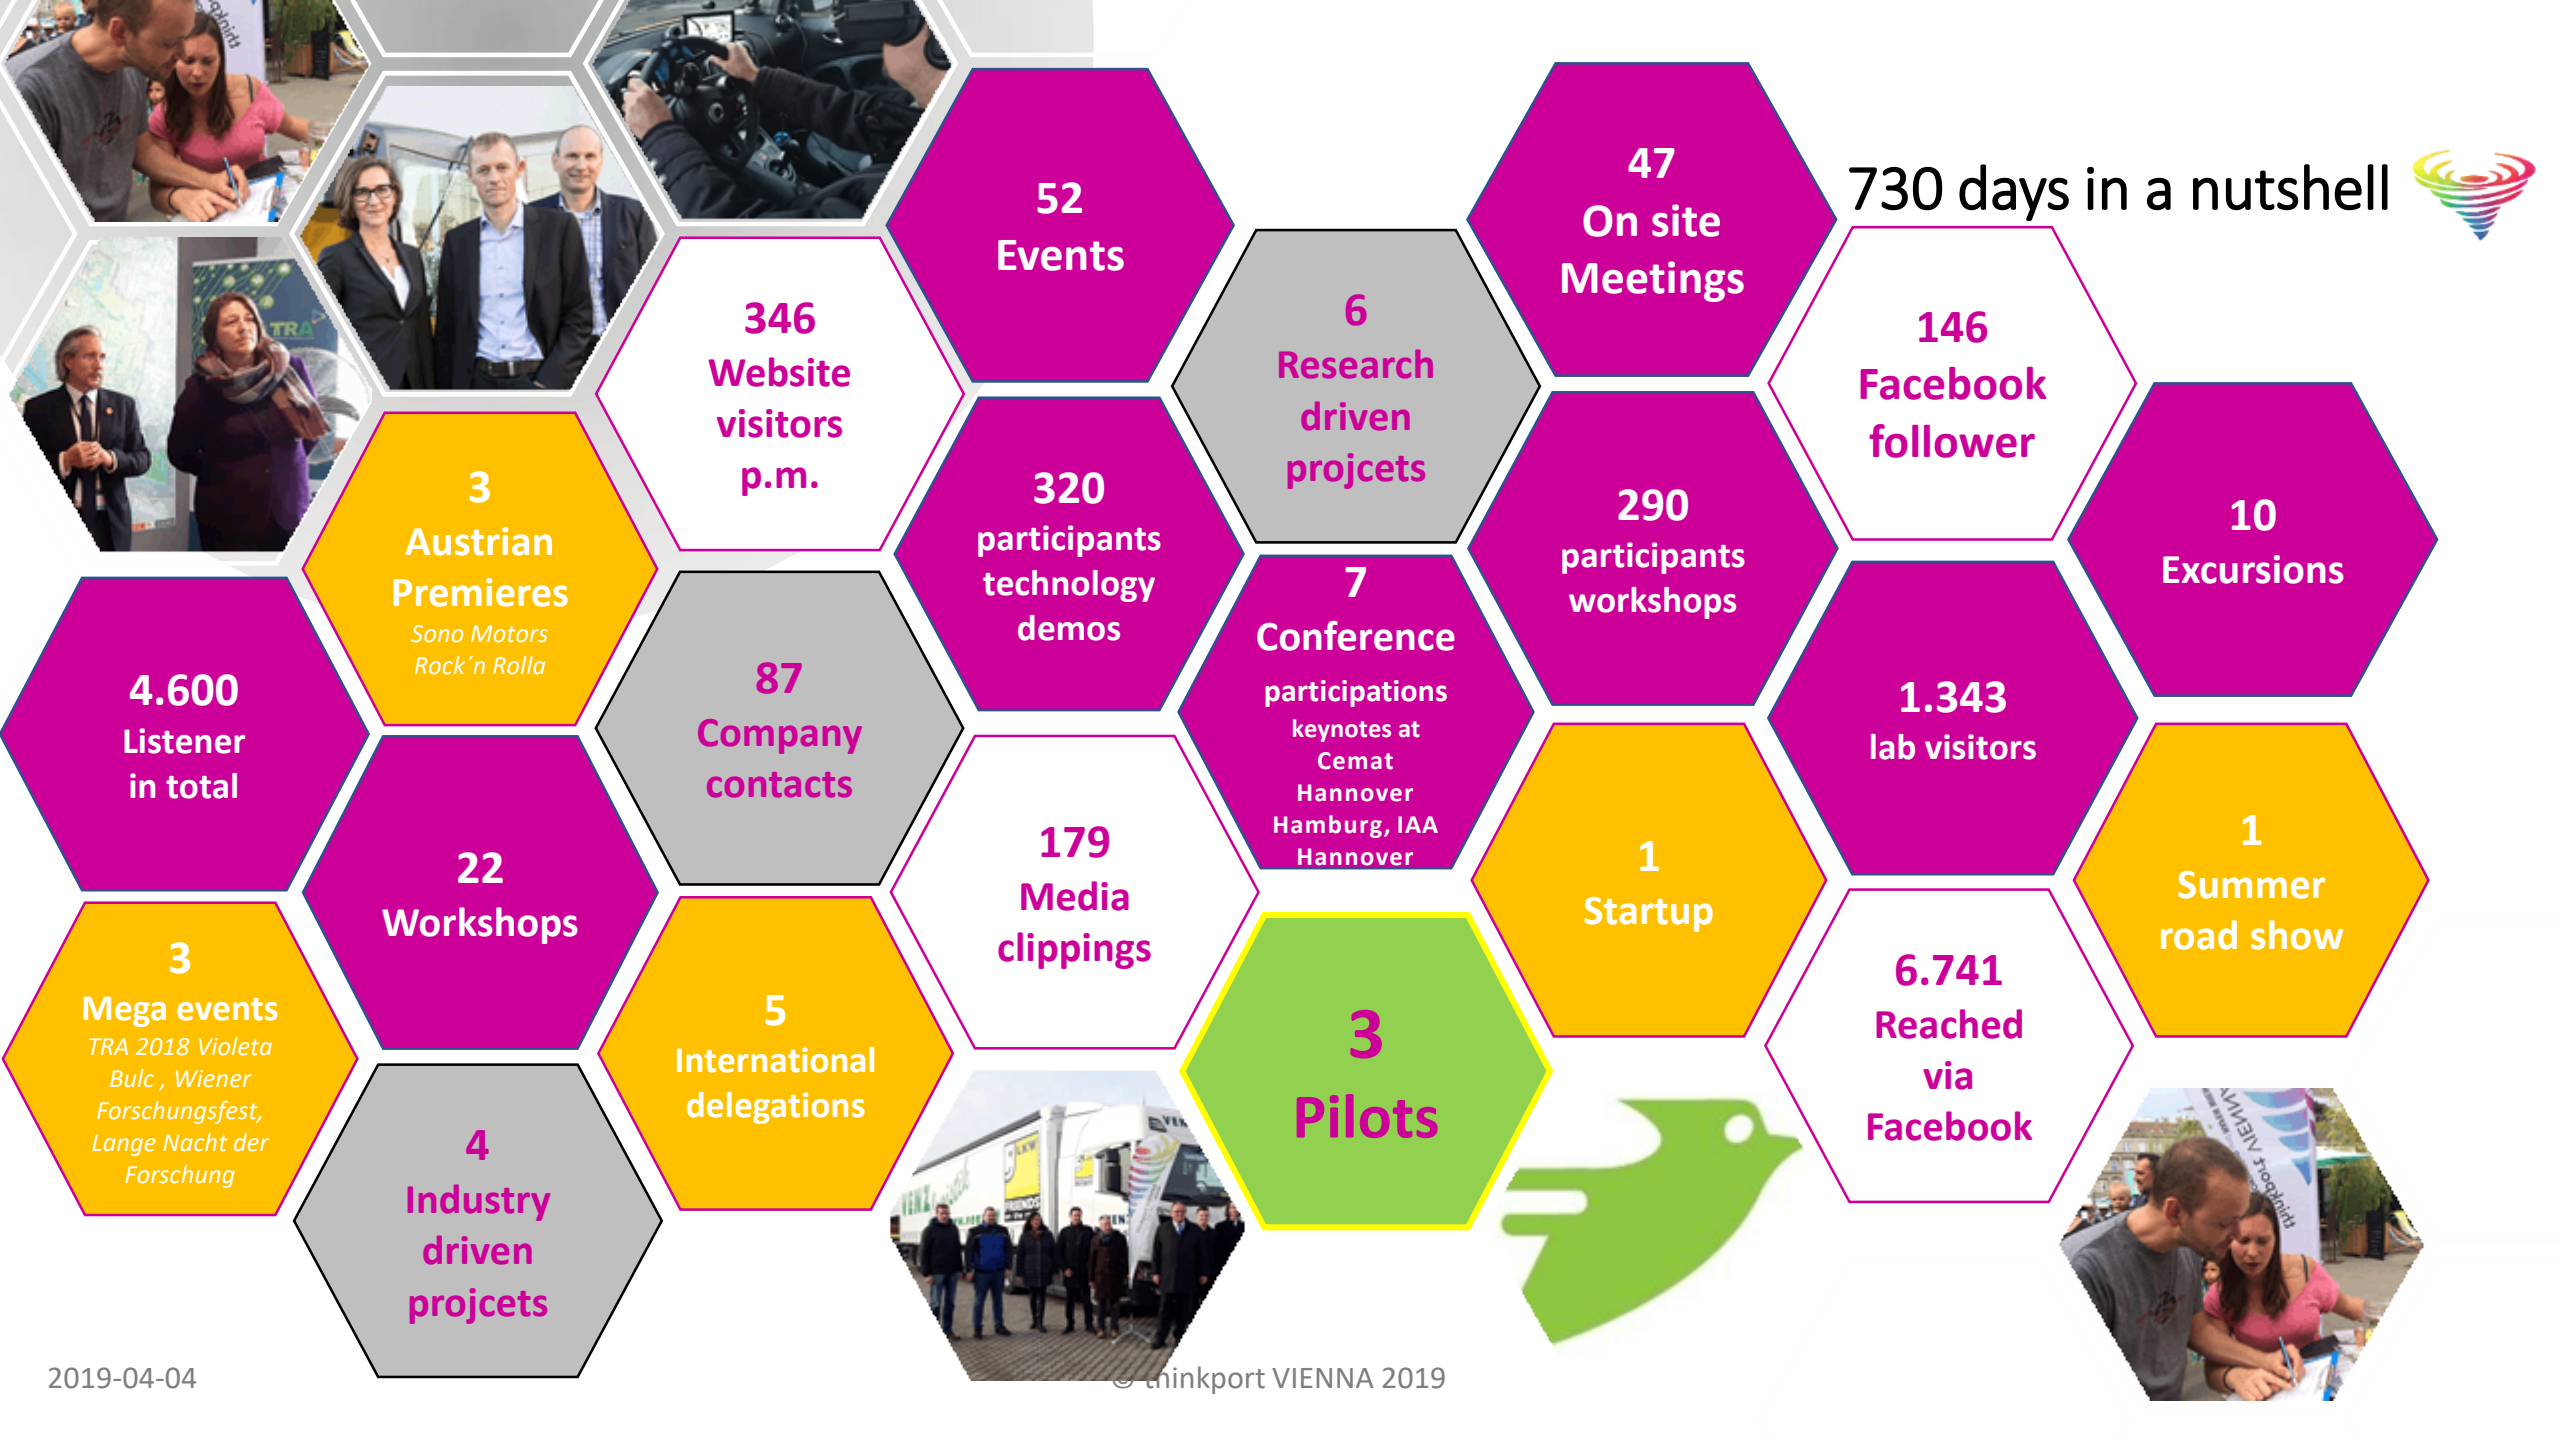 730 days in a nutshell
52
Events
47
On site
Meetings
346
Website
visitors
p.m.
6
Research
driven
projcets
146
Facebook
follower
3
Austrian
Premieres
Sono Motors
Rock´n Rolla
320
participants
technology
demos
290
participants
workshops
10
Excursions
4.600
Listener
in total
87
Company
contacts
7
Conference
participations
keynotes at
Cemat
Hannover
Hamburg, IAA
Hannover
1.343
lab visitors
22
Workshops
179
Media
clippings
1
Startup
1
Summer
road show
3
Mega events
TRA 2018 Violeta
Bulc , Wiener
Forschungsfest,
Lange Nacht der
Forschung
5
International
delegations
3
Pilots
6.741
Reached
via
Facebook
4
Industry
driven
projcets
TRA
thinkport VIENNA
2019-04-04
© thinkport VIENNA 2019